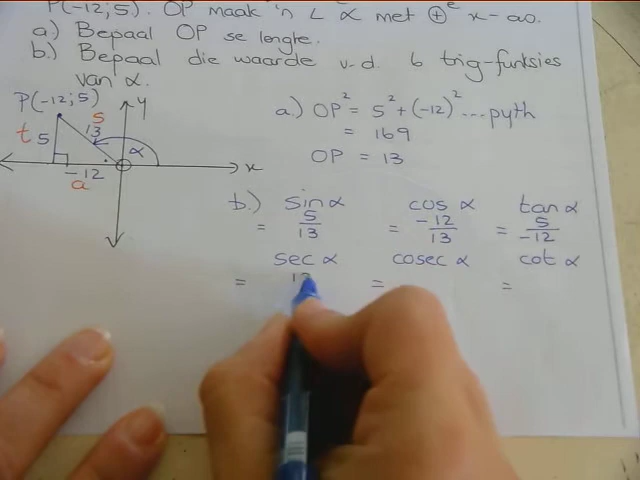 P(-12;5). OP maak 'n ∠ α met ⊕e x-as.
a.) Bepaal OP se lengte.
b.) Bepaal die waarde v.d. 6 trig-funksies
van α.
P(-12;5)
y
s
13
t 5
α
x
-12
a
a.) OP² = 5² + (-12)² ... pyth
= 169
OP = 13
b.) sin α cos α tan α
= 5/13 = -12/13 = 5/-12
sec α cosec α cot α
= 13 = =